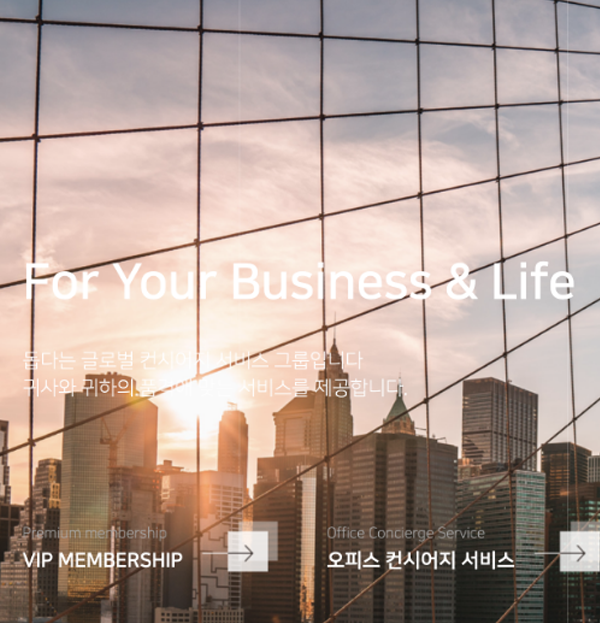 For Your Business & Life
돕다는 글로벌 컨시어지 서비스 그룹입니다
귀사와 귀하의 서비스를 제공합니다.
Premium membership
Office Concierge Service
VIP MEMBERSHIP
오피스 컨시어지 서비스